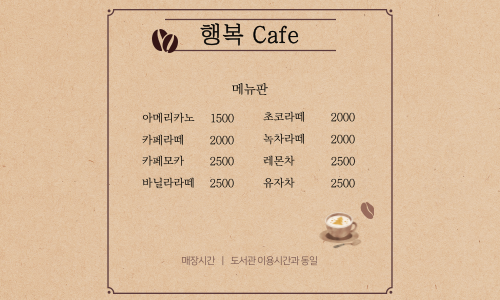 행복 Cafe
메뉴판
아메리카노 1500 초코라떼 2000
카페라떼 2000 녹차라떼 2000
카페모카 2500 레몬차 2500
바닐라라떼 2500 유자차 2500
매장시간 | 도서관 이용시간과 동일